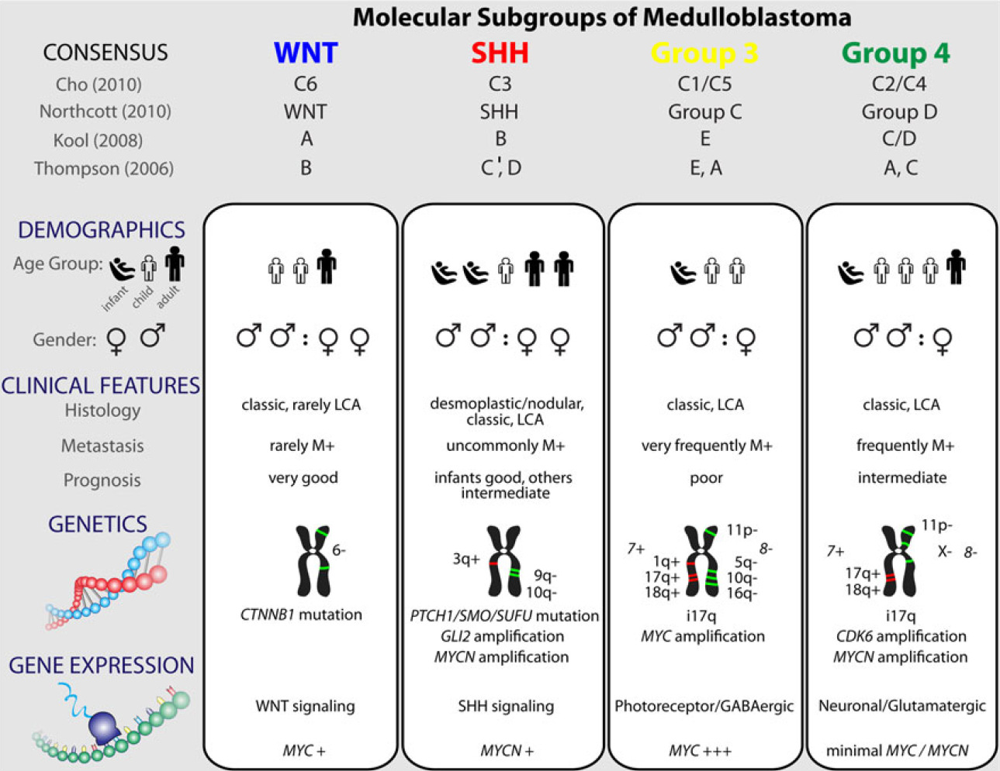 Molecular Subgroups of Medulloblastoma
CONSENSUS WNT SHH Group 3 Group 4
Cho (2010) C6 C3 C1/C5 C2/C4
Northcott (2010) WNT SHH Group C Group D
Kool (2008) A B E C/D
Thompson (2006) B C', D E, A A, C
DEMOGRAPHICS
Age Group:
infant child adult
Gender: ♀ ♂ ♂ ♂ : ♀ ♀ ♂ ♂ : ♀ ♀ ♂ ♂ : ♀ ♂ ♂ : ♀
CLINICAL FEATURES
Histology classic, rarely LCA desmoplastic/nodular, classic, LCA classic, LCA
classic, LCA
Metastasis rarely M+ uncommonly M+ very frequently M+ frequently M+
Prognosis very good infants good, others poor intermediate
intermediate
GENETICS
6-
3q+
9q-
10q-
7+ 11p- 8-
1q+ 5q-
17q+ 10q-
18q+ 16q-
7+ 11p- X- 8-
17q+
18q+
CTNNB1 mutation PTCH1/SMO/SUFU mutation i17q i17q
GLI2 amplification MYC amplification CDK6 amplification
MYCN amplification MYCN amplification
GENE EXPRESSION
WNT signaling SHH signaling Photoreceptor/GABAergic Neuronal/Glutamatergic
MYC + MYCN + MYC +++ minimal MYC / MYCN